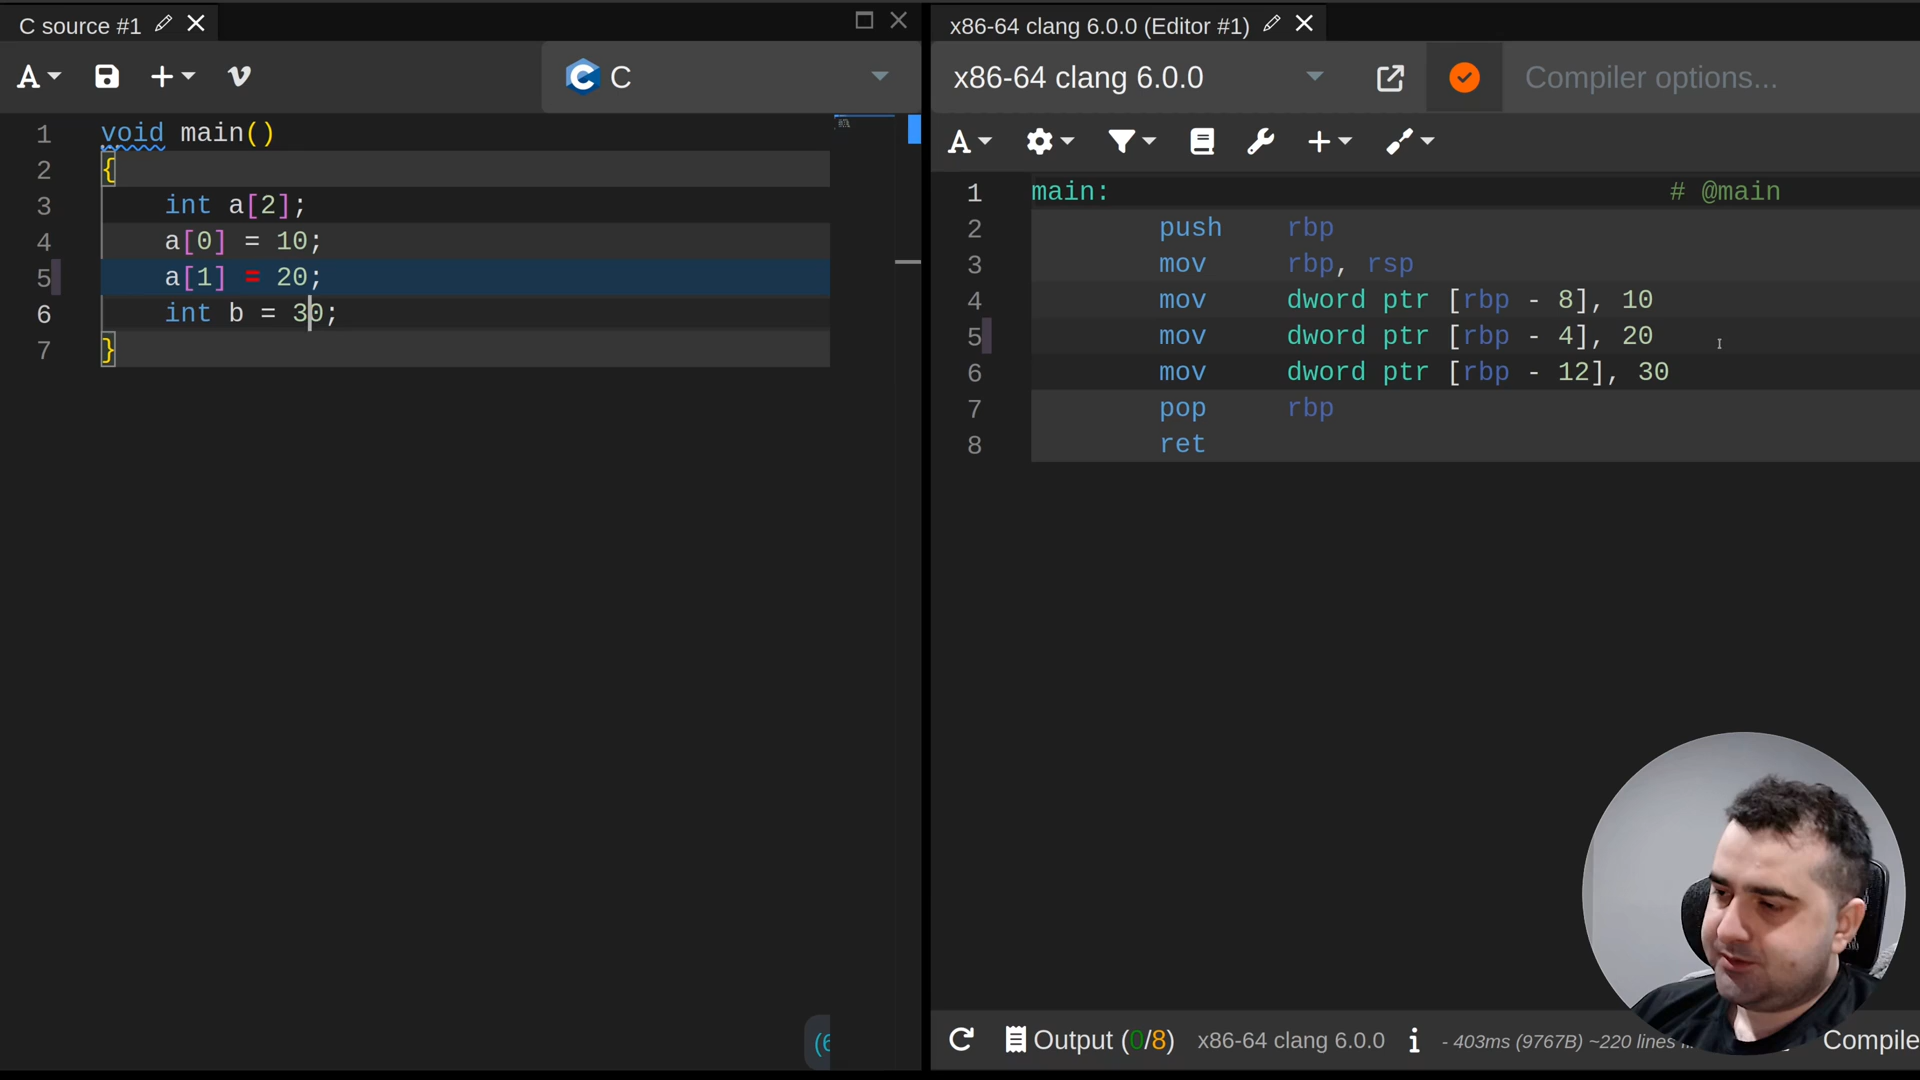 C source #1
x86-64 clang 6.0.0 (Editor #1)
A
C
x86-64 clang 6.0.0
Compiler options...
A
1 void main()
2 {
3 int a[2];
4 a[0] = 10;
5 a[1] = 20;
6 int b = 30;
7 }
1 main: # @main
2 push rbp
3 mov rbp, rsp
4 mov dword ptr [rbp - 8], 10
5 mov dword ptr [rbp - 4], 20
6 mov dword ptr [rbp - 12], 30
7 pop rbp
8 ret
Output (0/8) x86-64 clang 6.0.0 - 403ms (9767B) ~220 lines Compile